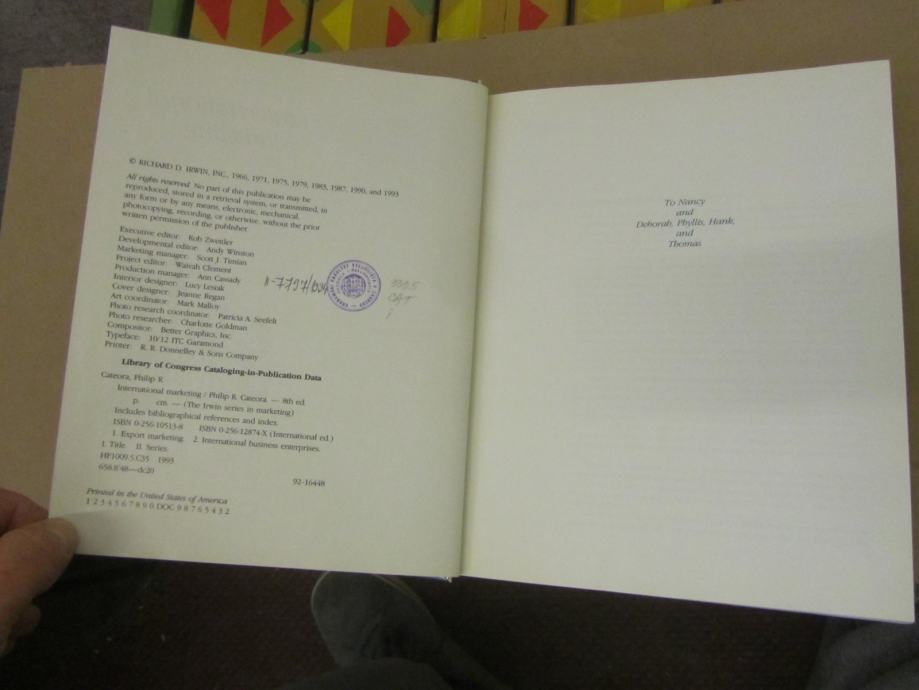 © RICHARD D. IRWIN, INC., 1966, 1971, 1975, 1979, 1983, 1987, 1990, and 1993
All rights reserved. No part of this publication may be
reproduced, stored in a retrieval system, or transmitted, in
any form or by any means, electronic, mechanical,
photocopying, recording, or otherwise, without the prior
written permission of the publisher.
Executive editor: Rob Zwettler
Developmental editor: Andy Winston
Marketing manager: Scott J. Timian
Project editor: Waivah Clement
Production manager: Ann Cassady
Interior designer: Lucy Lesiak
Cover designer: Jeanne Regan
Art coordinator: Mark Malloy
Photo research coordinator: Patricia A. Seefelt
Photo researcher: Charlotte Goldman
Compositor: Better Graphics, Inc.
Typeface: 10/12 ITC Garamond
Printer: R. R. Donnelley & Sons Company
Library of Congress Cataloging-in-Publication Data
Cateora, Philip R.
International marketing / Philip R. Cateora — 8th ed.
p. cm. — (The Irwin series in marketing)
Includes bibliographical references and index.
ISBN 0-256-10513-8 ISBN 0-256-12874-X (International ed.)
1. Export marketing. 2. International business enterprises.
I. Title. II. Series.
HF1009.5.C35 1993
658.8'48—dc20
92-16448
Printed in the United States of America
1 2 3 4 5 6 7 8 9 0 DOC 9 8 7 6 5 4 3 2
CAT
i
To Nancy
and
Deborah, Phyllis, Hank,
and
Thomas